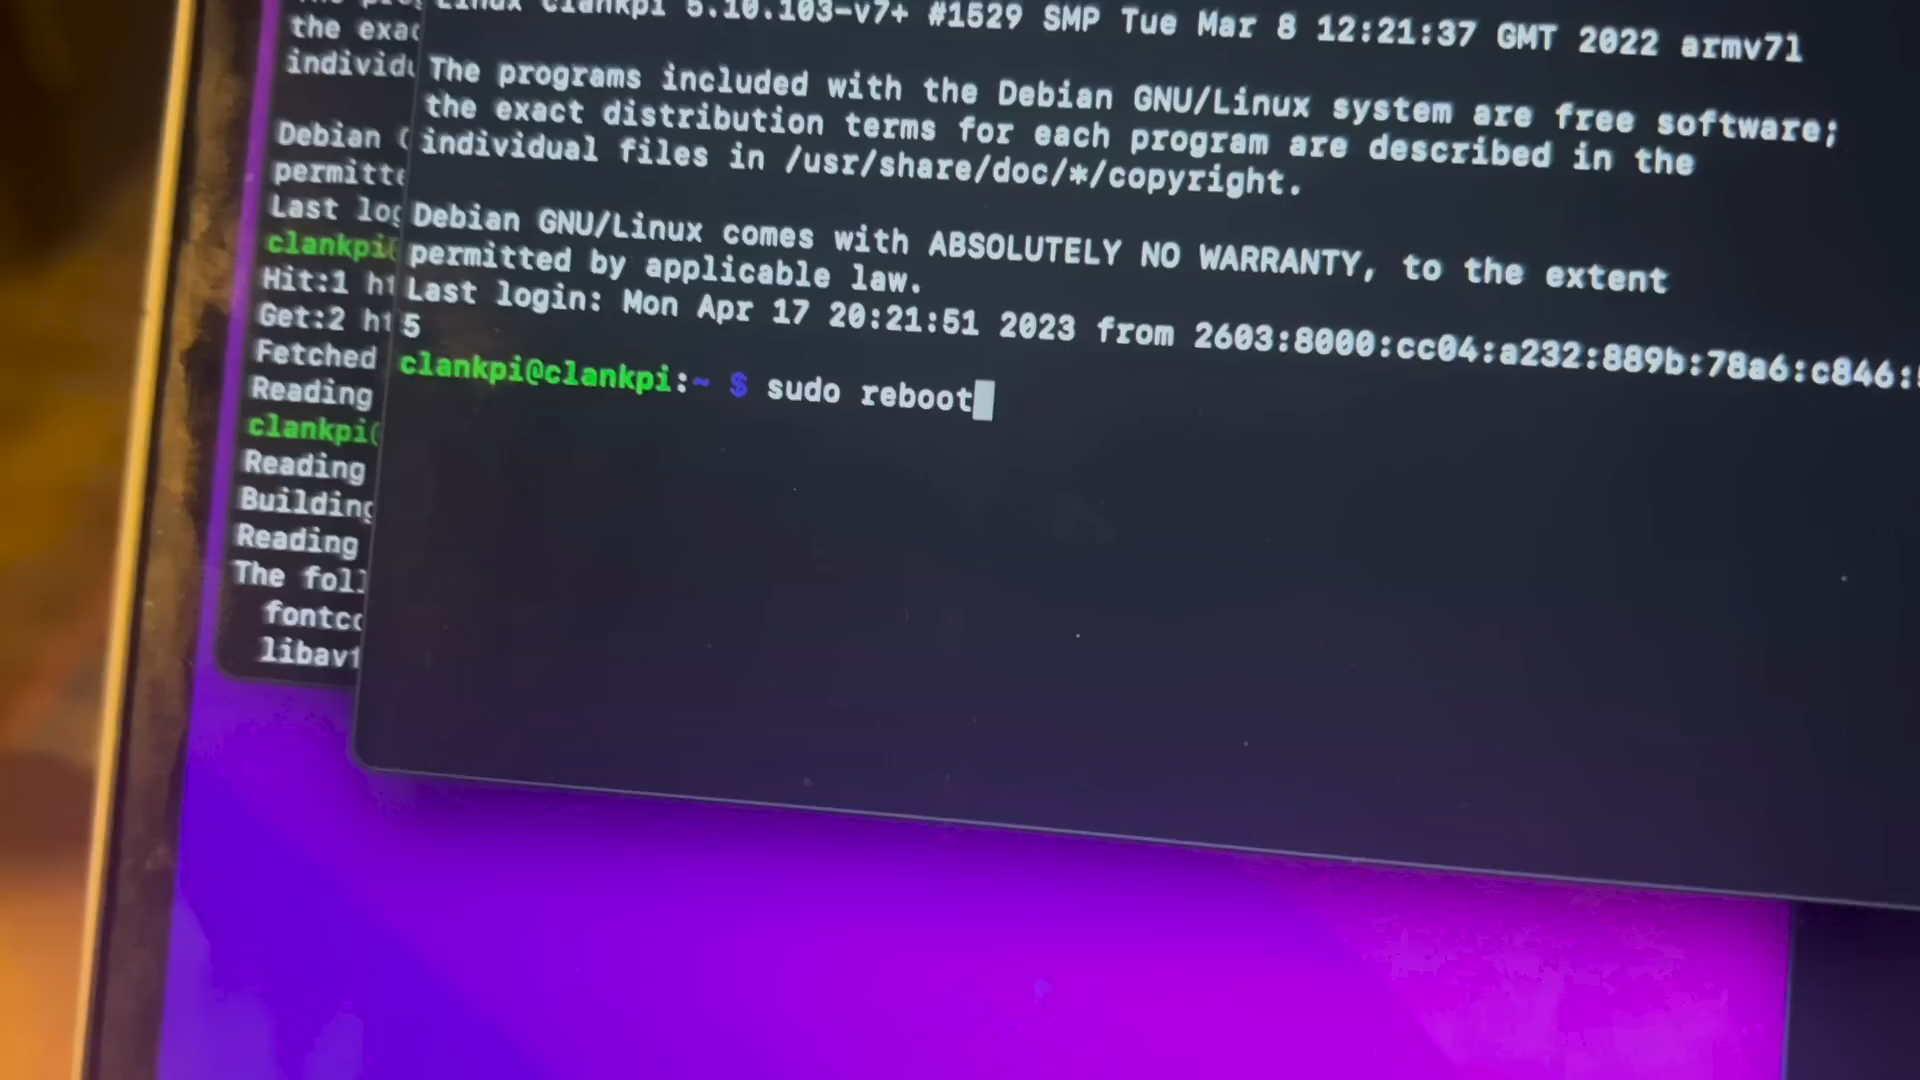 Linux clankpi 5.10.103-v7+ #1529 SMP Tue Mar 8 12:21:37 GMT 2022 armv7l
The programs included with the Debian GNU/Linux system are free software;
the exact distribution terms for each program are described in the
individual files in /usr/share/doc/*/copyright.
Debian GNU/Linux comes with ABSOLUTELY NO WARRANTY, to the extent
permitted by applicable law.
Last login: Mon Apr 17 20:21:51 2023 from 2603:8000:cc04:a232:889b:78a6:c846:
5
clankpi@clankpi:~ $ sudo reboot
the exac
individu
Debian G
permitte
Last log
clankpi@
Hit:1 ht
Get:2 ht
Fetched
Reading
clankpi@
Reading
Building
Reading
The foll
fontco
libav1